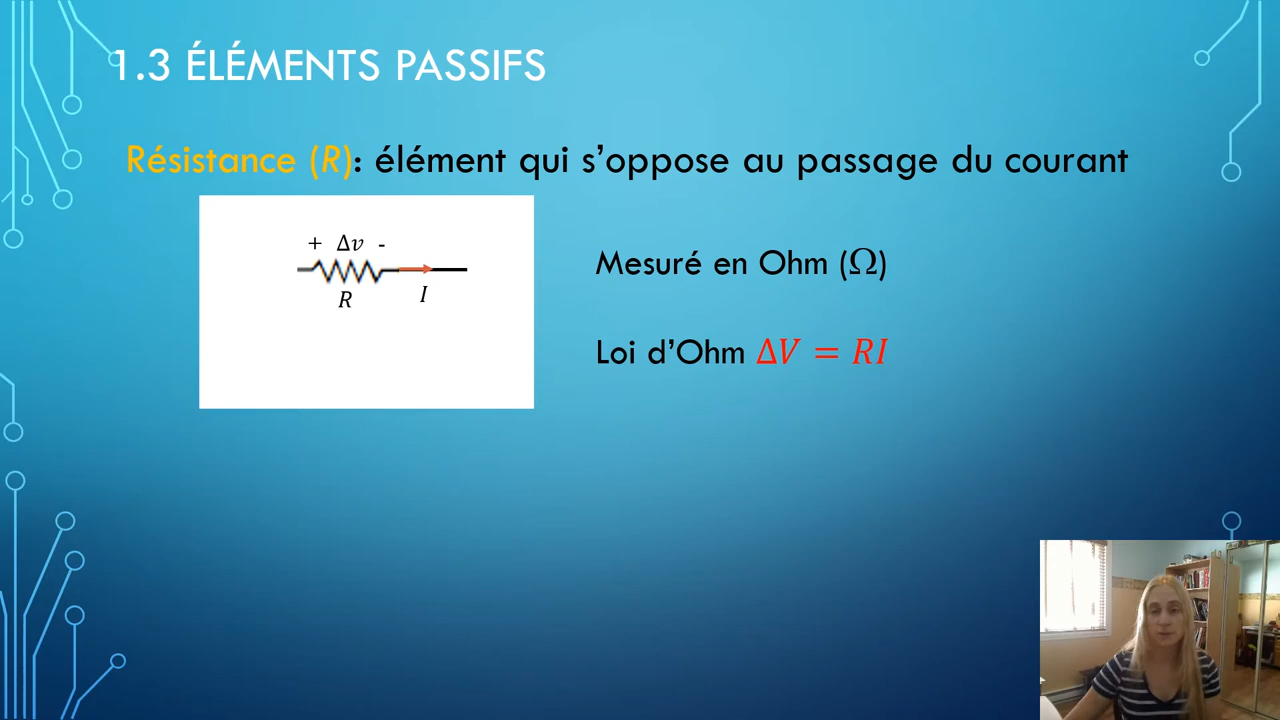 1.3 ÉLÉMENTS PASSIFS
Résistance (R): élément qui s’oppose au passage du courant
+ Δv -
R
I
Mesuré en Ohm (Ω)
Loi d’Ohm ΔV = RI